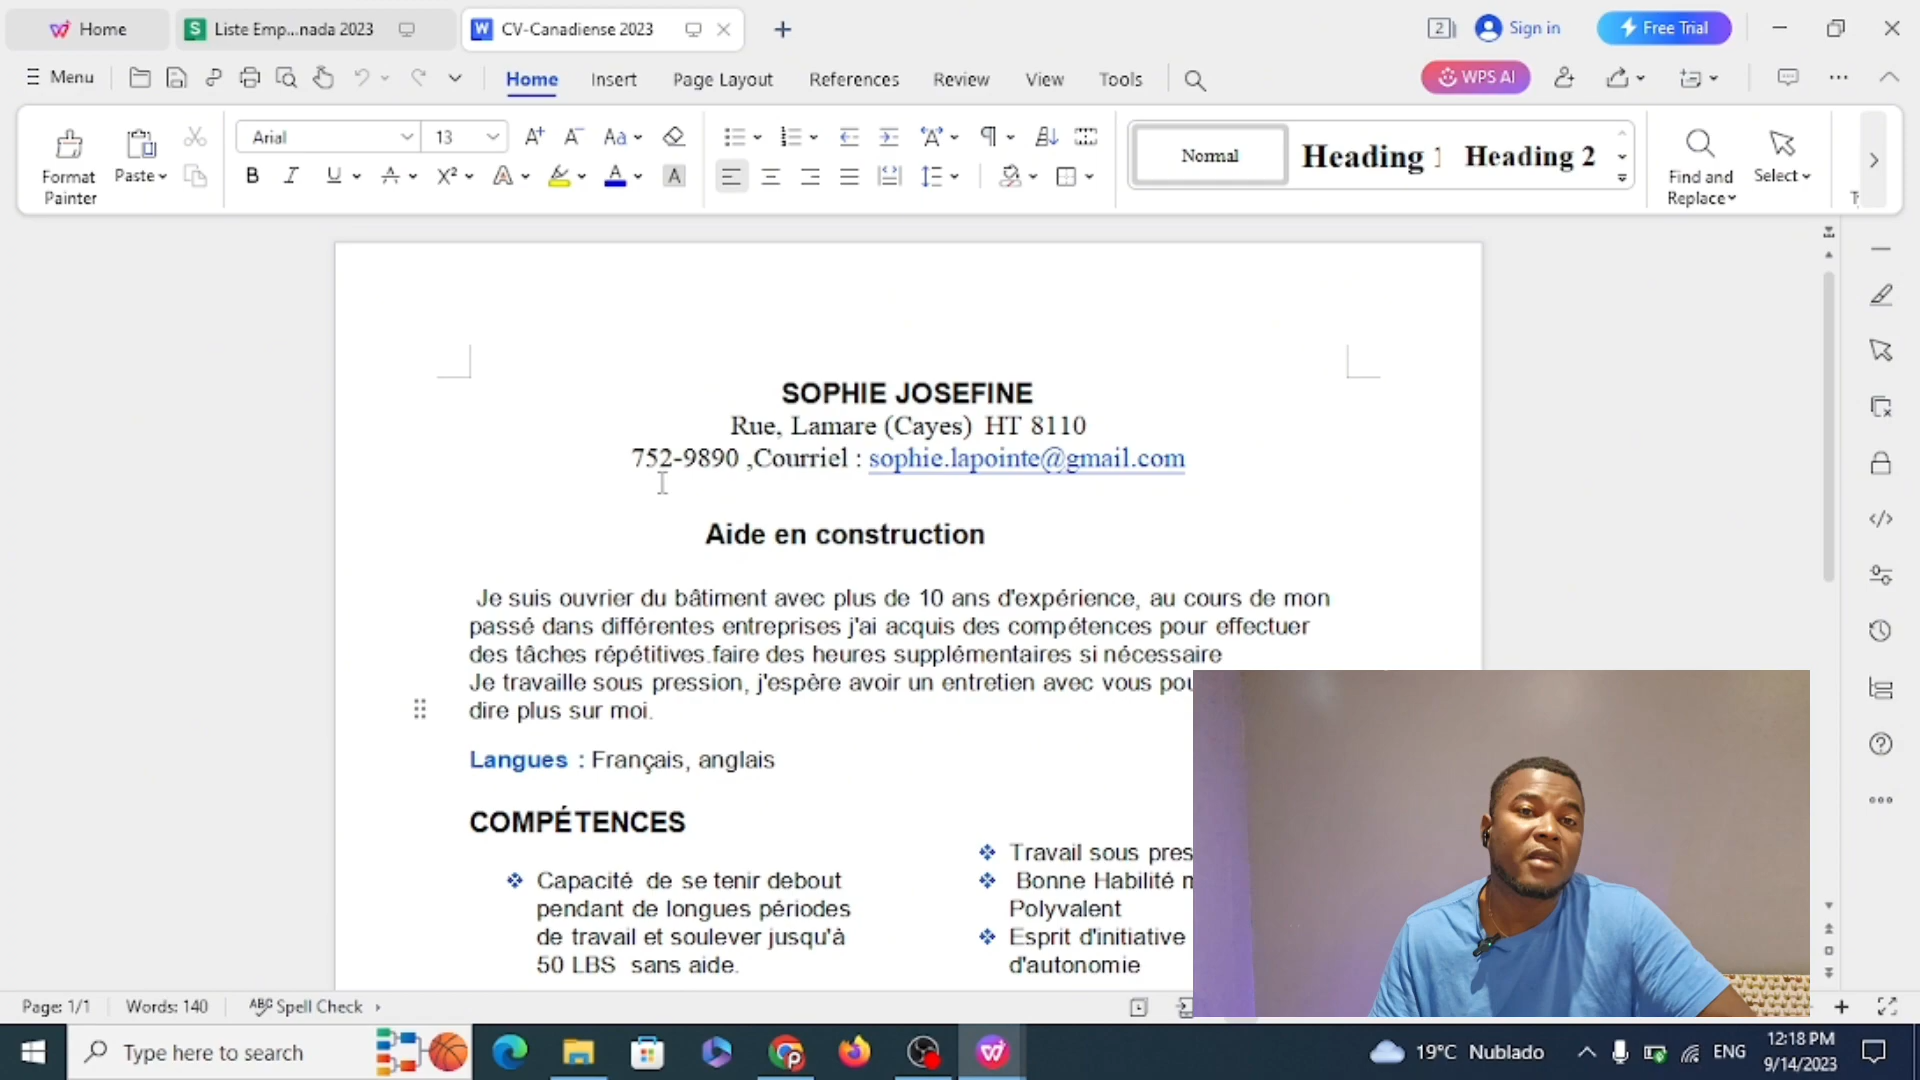 Home
Liste Emp...nada 2023
CV-Canadiense 2023
2
Sign in
Free Trial
Menu
Home
Insert
Page Layout
References
Review
View
Tools
WPS AI
Format Painter
Paste
Arial
13
Normal
Heading 1
Heading 2
Find and Replace
Select
SOPHIE JOSEFINE
Rue, Lamare (Cayes) HT 8110
752-9890 ,Courriel : sophie.lapointe@gmail.com
Aide en construction
Je suis ouvrier du bâtiment avec plus de 10 ans d'expérience, au cours de mon
passé dans différentes entreprises j'ai acquis des compétences pour effectuer
des tâches répétitives.faire des heures supplémentaires si nécessaire
Je travaille sous pression, j'espère avoir un entretien avec vous pou
dire plus sur moi.
Langues : Français, anglais
COMPÉTENCES
Capacité de se tenir debout
pendant de longues périodes
de travail et soulever jusqu'à
50 LBS sans aide.
Travail sous pres
Bonne Habilité m
Polyvalent
Esprit d'initiative
d'autonomie
Page: 1/1
Words: 140
Spell Check
Type here to search
19°C Nublado
ENG
12:18 PM
9/14/2023